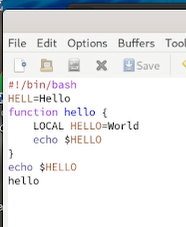 File Edit Options Buffers Tool
Save
#!/bin/bash
HELL=Hello
function hello {
    LOCAL HELLO=World
    echo $HELLO
}
echo $HELLO
hello